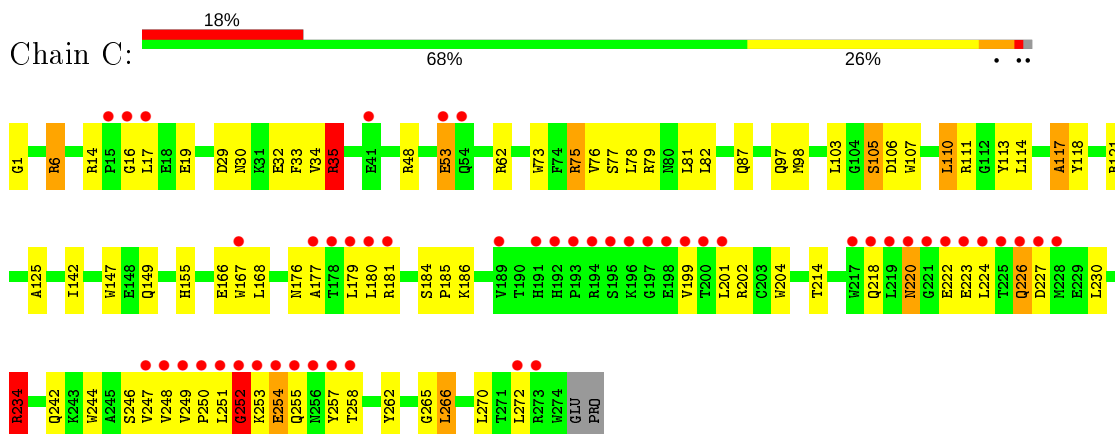 18%
Chain C:
68% 26%
G1 R6 R14 P15 G16 L17 E18 E19 D29 N30 K31 E32 F33 V34 R35 E41 R48 E53 Q54 R62 W73 F74 R75 V76 S77 L78 R79 N80 L81 L82 Q87 Q97 M98 L103 G104 S105 D106 W107 L110 R111 G112 Y113 L114 A117 Y118 R121
A125 I142 W147 E148 Q149 H155 E166 W167 L168 N176 A177 T178 L179 L180 R181 S184 P185 K186 V189 T190 H191 H192 P193 R194 S195 K196 G197 E198 V199 T200 L201 R202 C203 W204 T214 W217 Q218 L219 N220 G221 E222 E223 L224 T225 Q226 D227 M228 E229 L230
R234 Q242 K243 W244 A245 S246 V247 V248 V249 P250 L251 G252 K253 E254 Q255 N256 Y257 T258 Y262 G265 L266 L270 T271 L272 R273 W274 GLU PRO